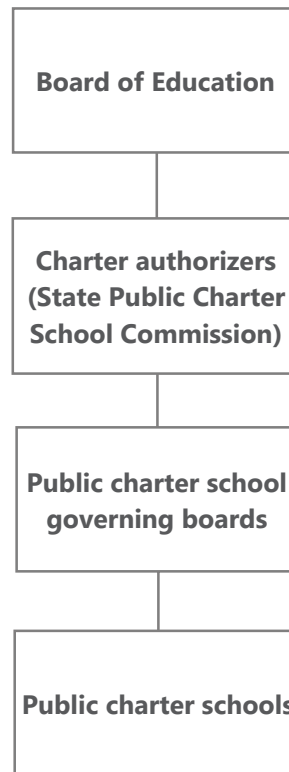 Board of Education
Charter authorizers
(State Public Charter
School Commission)
Public charter school
governing boards
Public charter schools